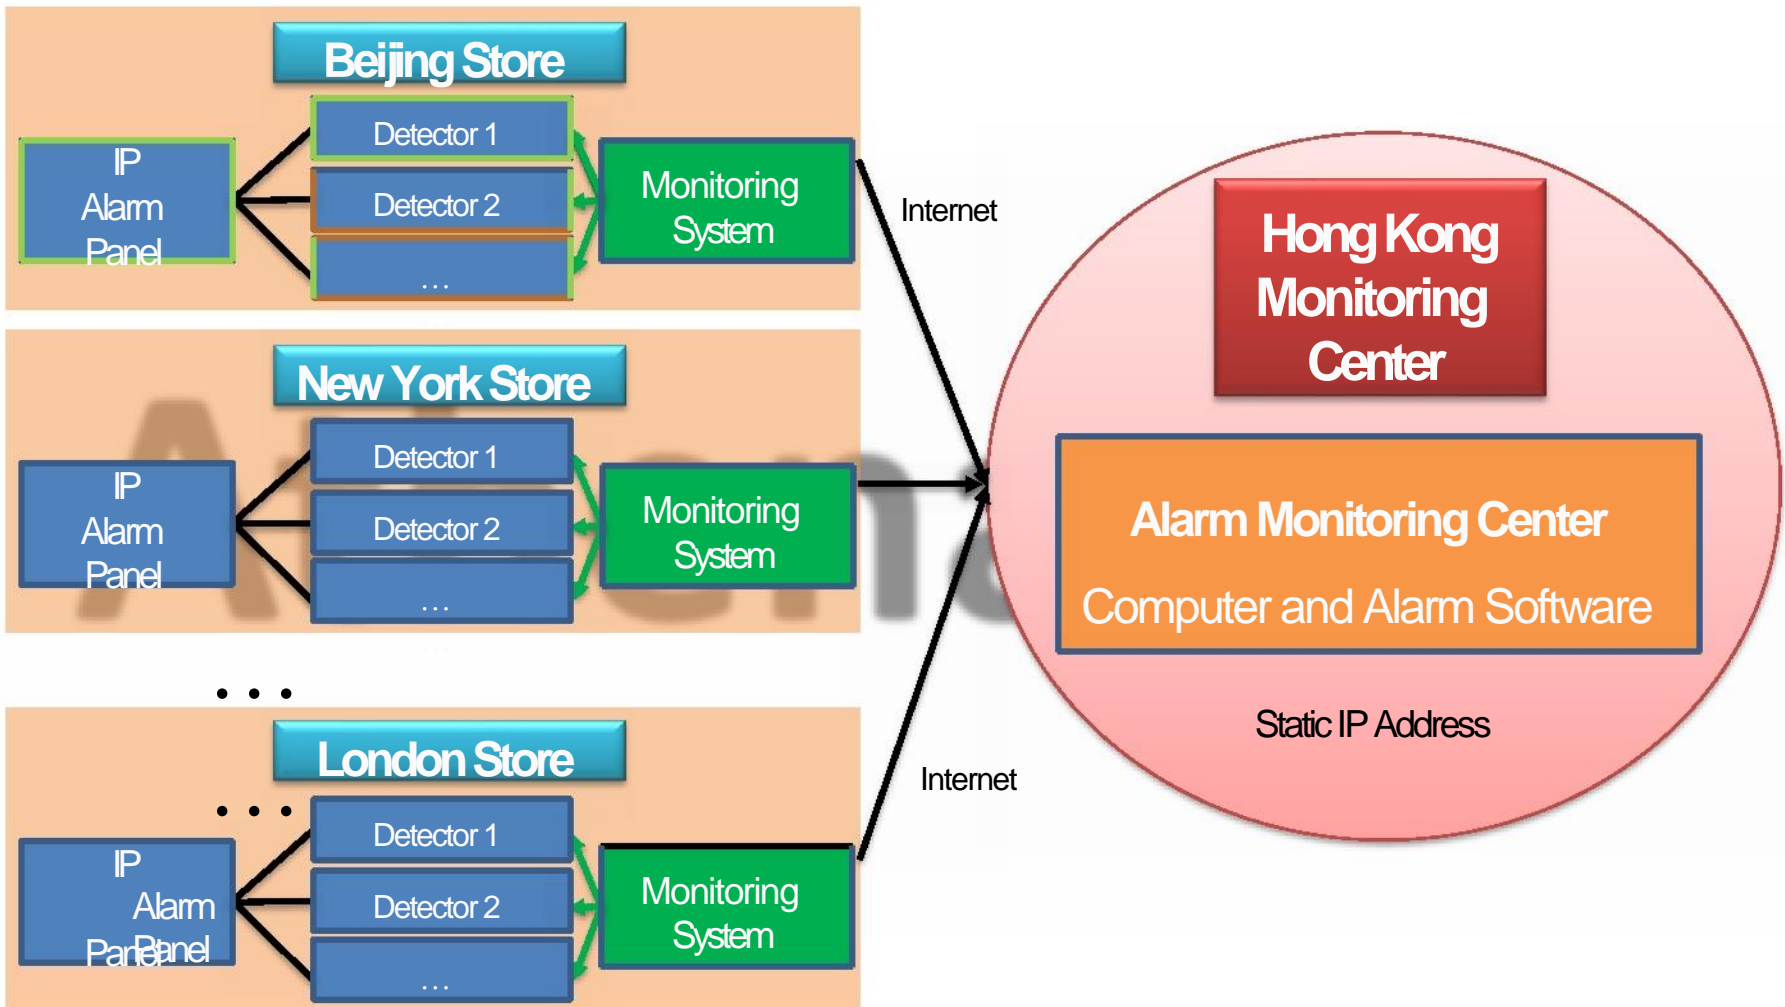 Beijing Store
IP
Alarm
Panel
Detector 1
Detector 2
...
Monitoring
System
Internet
New York Store
IP
Alarm
Panel
Detector 1
Detector 2
...
Monitoring
System
...
London Store
...
IP
Alarm
Panel
Panel
Detector 1
Detector 2
...
Monitoring
System
Internet
Hong Kong
Monitoring
Center
Alarm Monitoring Center
Computer and Alarm Software
Static IP Address